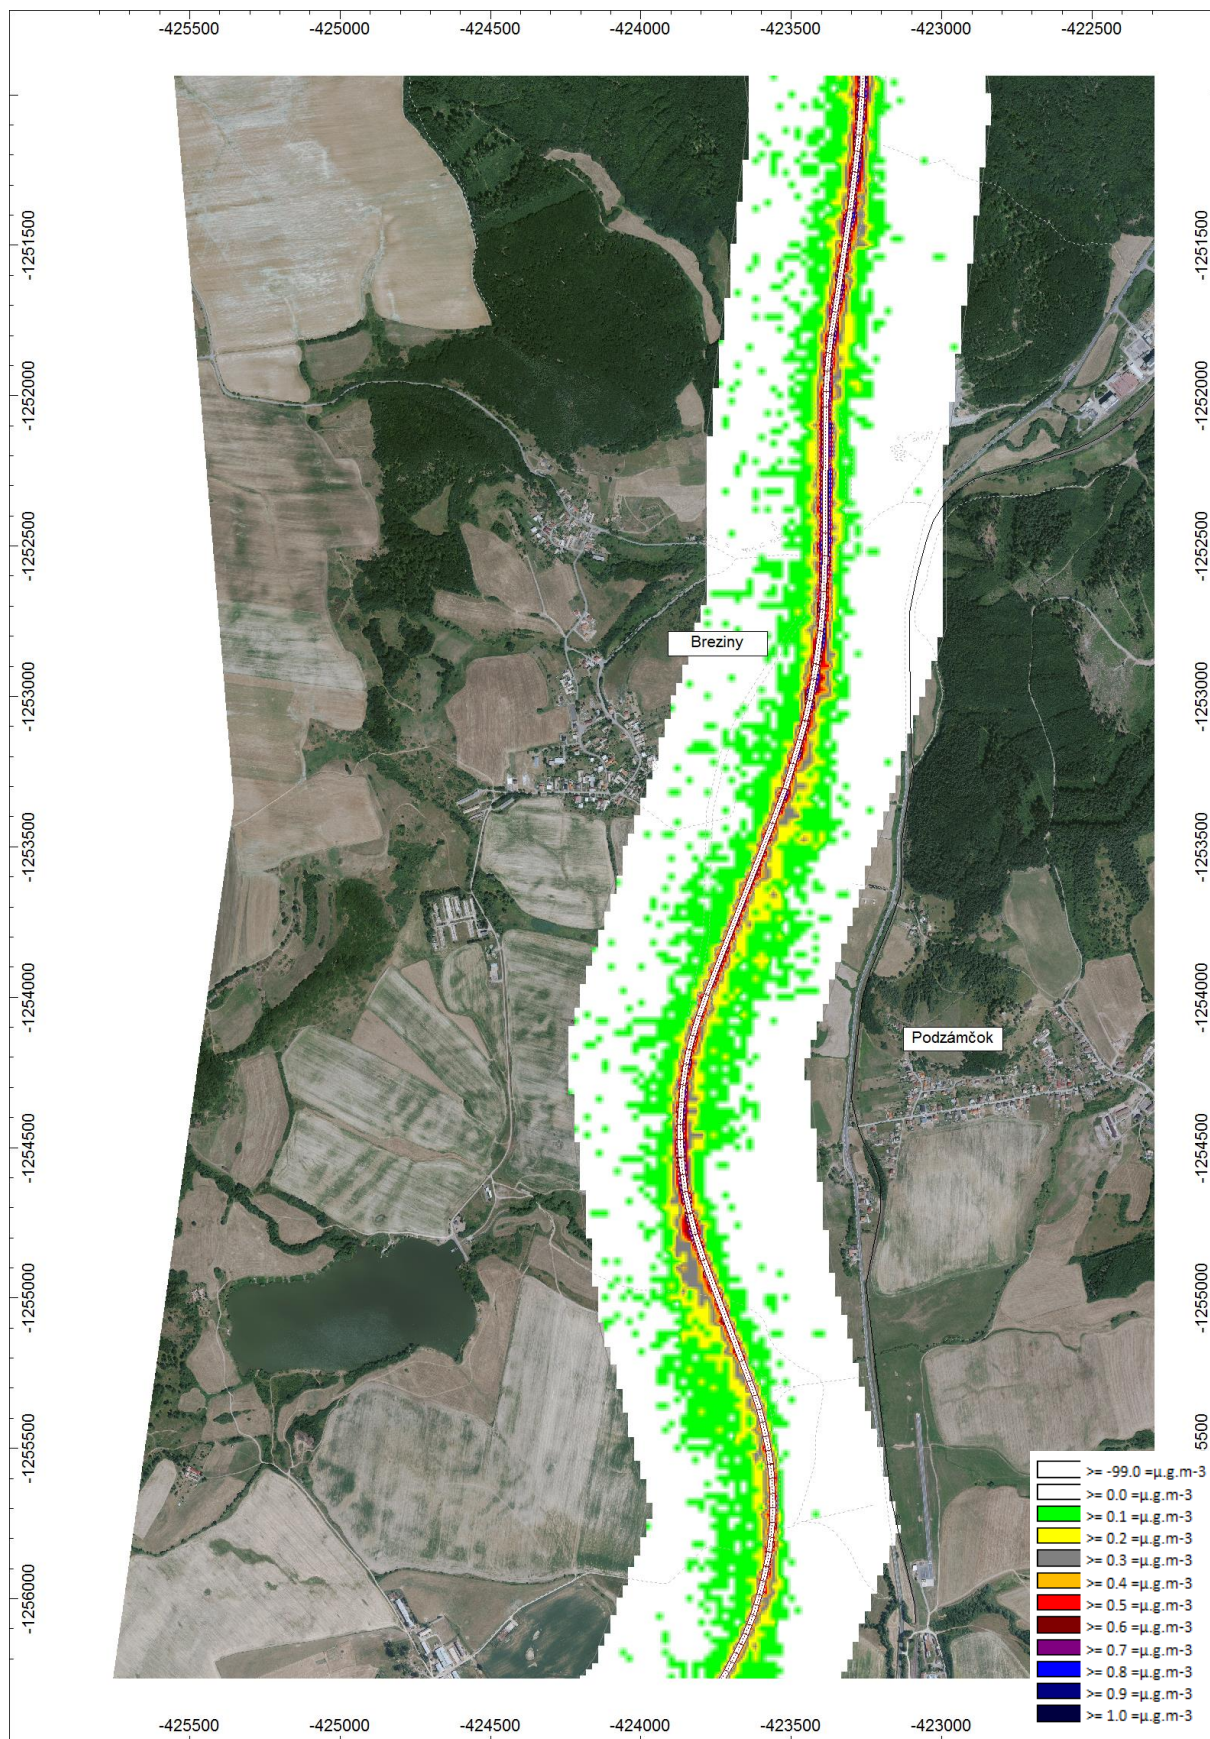 -425500 -425000 -424500 -424000 -423500 -423000 -422500
-1251500 -1251500
-1252000 -1252000
-1252500 -1252500
Breziny
-1253000 -1253000
-1253500 -1253500
-1254000 -1254000
Podzámčok
-1254500 -1254500
-1255000 -1255000
-1255500 5500
>= -99.0 =µ.g.m-3
>= 0.0 =µ.g.m-3
>= 0.1 =µ.g.m-3
>= 0.2 =µ.g.m-3
>= 0.3 =µ.g.m-3
>= 0.4 =µ.g.m-3
>= 0.5 =µ.g.m-3
>= 0.6 =µ.g.m-3
>= 0.7 =µ.g.m-3
>= 0.8 =µ.g.m-3
>= 0.9 =µ.g.m-3
>= 1.0 =µ.g.m-3
-1256000
-425500 -425000 -424500 -424000 -423500 -423000